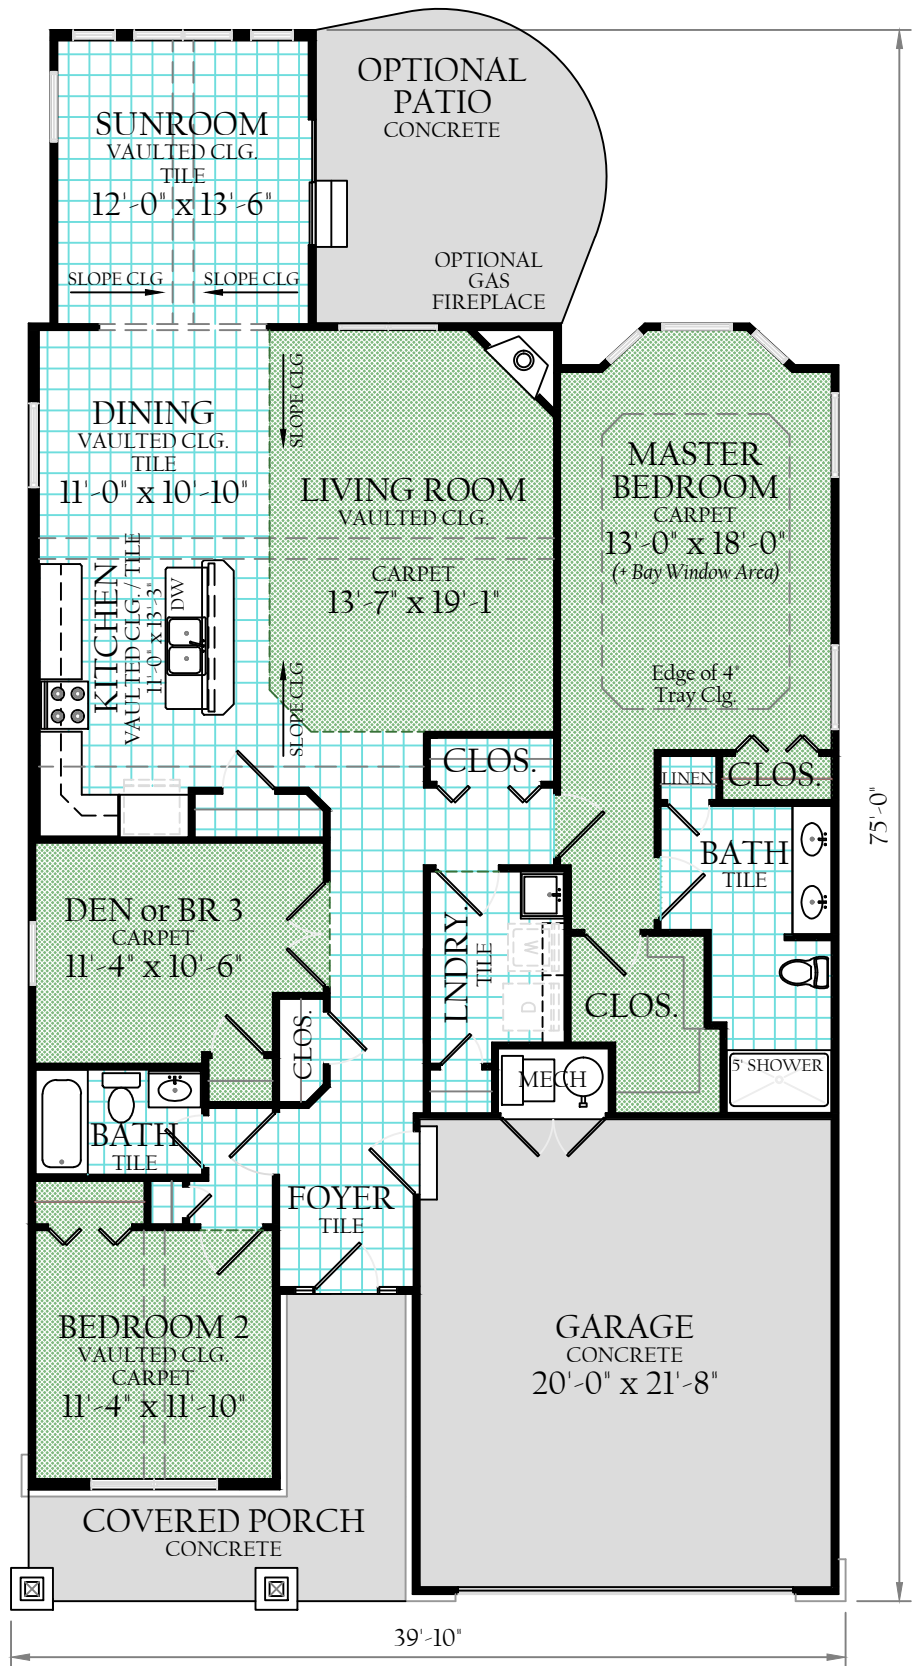 OPTIONAL
PATIO
CONCRETE
SUNROOM
VAULTED CLG.
TILE
12'-0" x 13'-6"
SLOPE CLG
SLOPE CLG
OPTIONAL
GAS
FIREPLACE
DINING
VAULTED CLG.
TILE
11'-0" x 10'-10"
SLOPE CLG
LIVING ROOM
VAULTED CLG.
CARPET
13'-7" x 19'-1"
SLOPE CLG
MASTER
BEDROOM
CARPET
13'-0" x 18'-0"
(+ Bay Window Area)
Edge of 4"
Tray Clg.
KITCHEN
VAULTED CLG. / TILE
11'-0" x 13'-3"
DW
CLOS.
LINEN
CLOS.
BATH
TILE
75'-0"
DEN or BR 3
CARPET
11'-4" x 10'-6"
LNDRY.
TILE
W
D
CLOS.
CLOS.
MECH
5' SHOWER
BATH
TILE
FOYER
TILE
BEDROOM 2
VAULTED CLG.
CARPET
11'-4" x 11'-10"
GARAGE
CONCRETE
20'-0" x 21'-8"
COVERED PORCH
CONCRETE
39'-10"